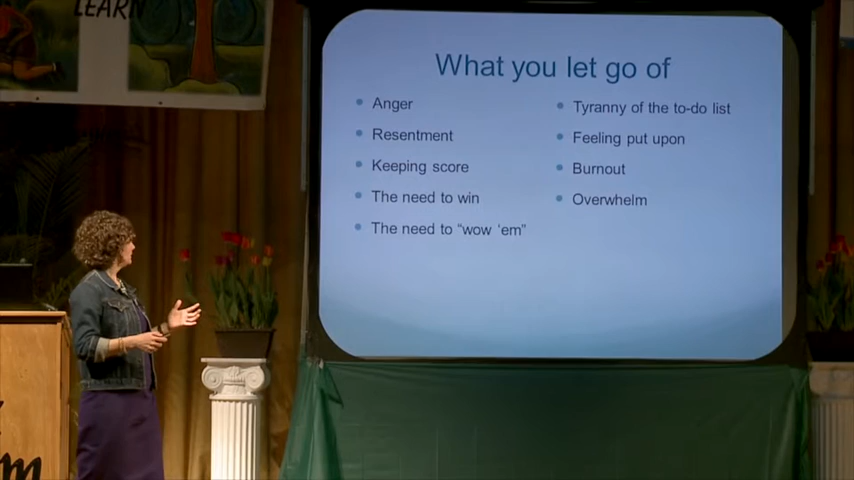 LEARN
What you let go of
Anger
Resentment
Keeping score
The need to win
The need to “wow ‘em”
Tyranny of the to-do list
Feeling put upon
Burnout
Overwhelm
m